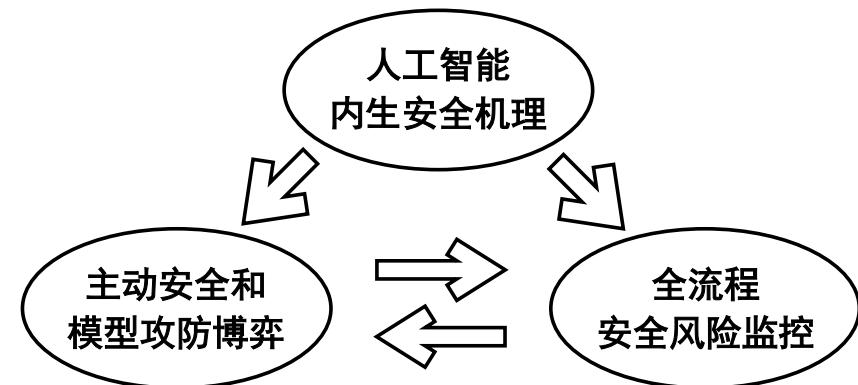 人工智能
内生安全机理
主动安全和
模型攻防博弈
全流程
安全风险监控